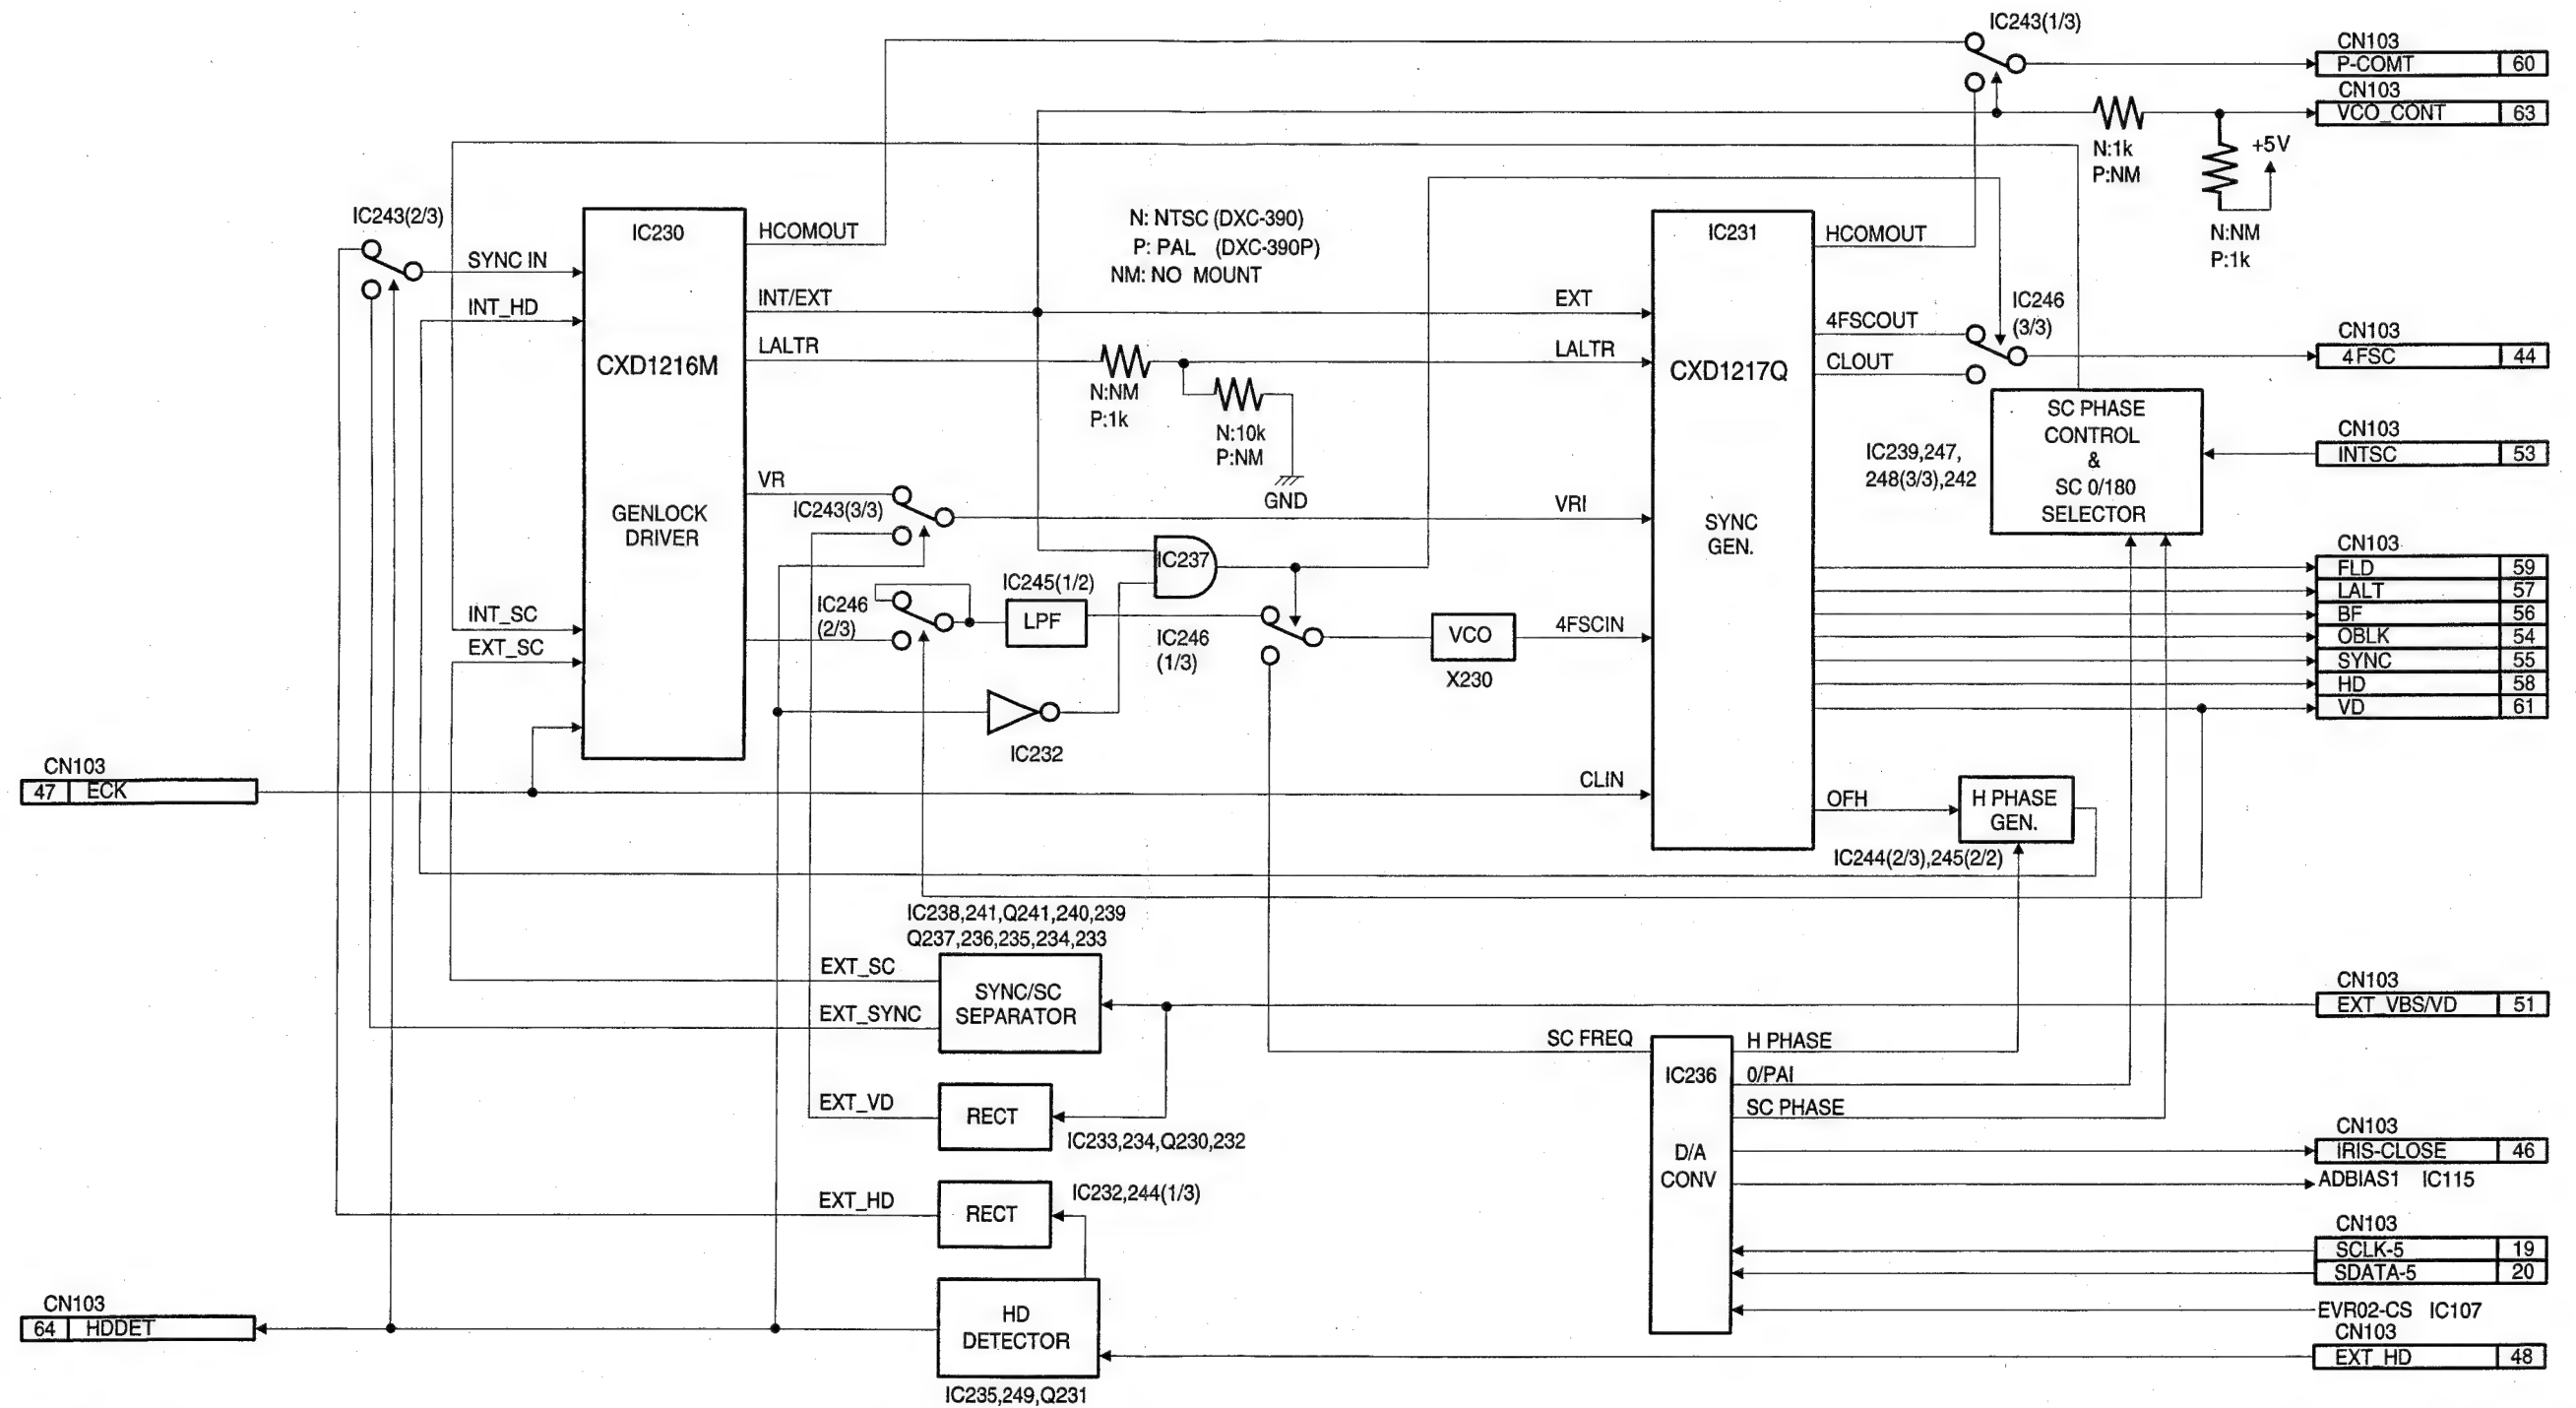 IC243(1/3)
CN103
P-COMT 60
CN103
VCO_CONT 63
N:1k
P:NM
+5V
N:NM
P:1k
IC243(2/3)
SYNC IN
INT_HD
INT_SC
EXT_SC
IC230
CXD1216M
GENLOCK
DRIVER
HCOMOUT
INT/EXT
LALTR
VR
N: NTSC (DXC-390)
P: PAL (DXC-390P)
NM: NO MOUNT
N:NM
P:1k
N:10k
P:NM
GND
EXT
LALTR
VRI
4FSCIN
CLIN
IC231
CXD1217Q
SYNC
GEN.
HCOMOUT
4FSCOUT
CLOUT
IC246
(3/3)
CN103
4FSC 44
SC PHASE
CONTROL
&
SC 0/180
SELECTOR
IC239,247,
248(3/3),242
CN103
INTSC 53
IC243(3/3)
IC237
IC246
(2/3)
IC245(1/2)
LPF
IC246
(1/3)
VCO
X230
IC232
CN103
FLD 59
LALT 57
BF 56
OBLK 54
SYNC 55
HD 58
VD 61
CN103
47 ECK
OFH
H PHASE
GEN.
IC244(2/3),245(2/2)
IC238,241,Q241,240,239
Q237,236,235,234,233
EXT_SC
EXT_SYNC
SYNC/SC
SEPARATOR
CN103
EXT_VBS/VD 51
EXT_VD
RECT
IC233,234,Q230,232
SC FREQ
IC236
D/A
CONV
H PHASE
0/PAI
SC PHASE
CN103
IRIS-CLOSE 46
ADBIAS1 IC115
EXT_HD
RECT
IC232,244(1/3)
CN103
SCLK-5 19
SDATA-5 20
EVR02-CS IC107
CN103
64 HDDET
HD
DETECTOR
IC235,249,Q231
CN103
EXT_HD 48